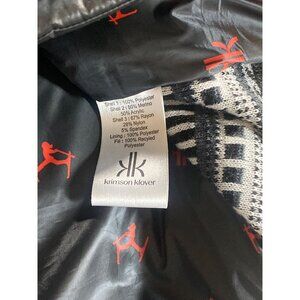 Shell 1: 100% Polyester
Shell 2: 50% Merino
50% Acrylic
Shell 3: 67% Rayon
28% Nylon
5% Spandex
Lining: 100% Polyester
Fill: 100% Recycled
Polyester
krimson klover